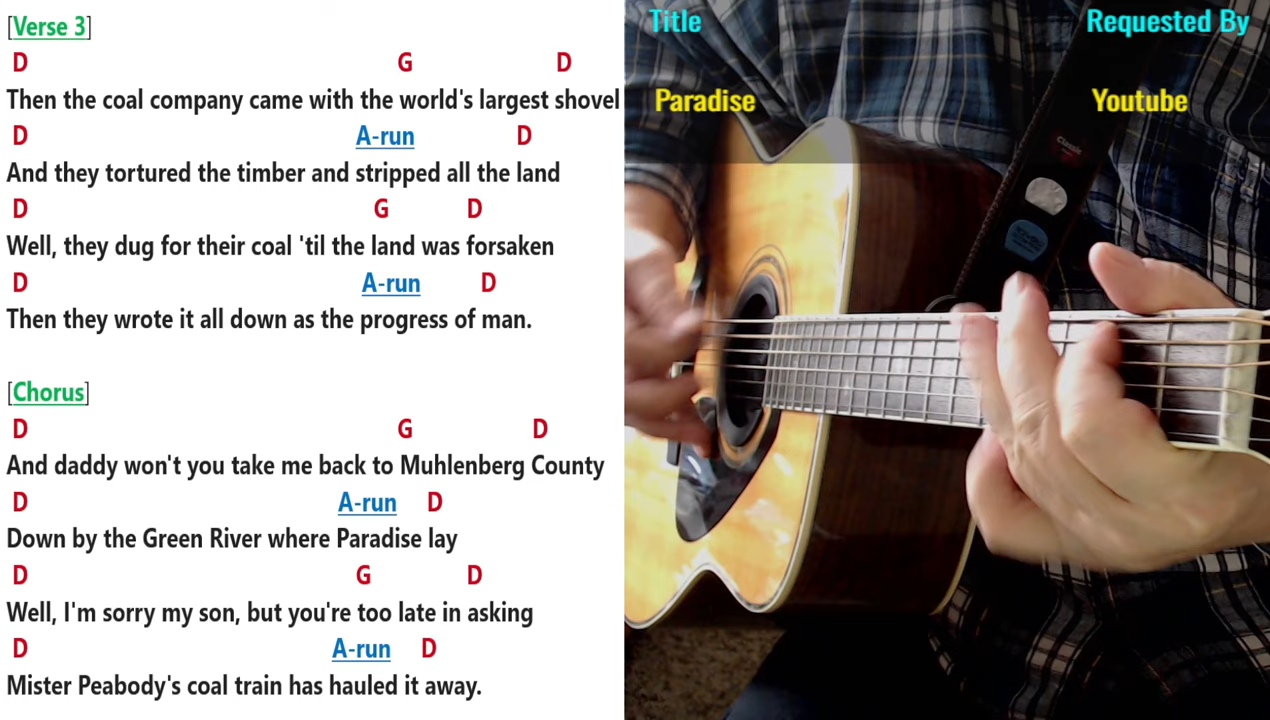 [Verse 3]
D G D
Then the coal company came with the world's largest shovel
D A-run D
And they tortured the timber and stripped all the land
D G D
Well, they dug for their coal 'til the land was forsaken
D A-run D
Then they wrote it all down as the progress of man.
[Chorus]
D G D
And daddy won't you take me back to Muhlenberg County
D A-run D
Down by the Green River where Paradise lay
D G D
Well, I'm sorry my son, but you're too late in asking
D A-run D
Mister Peabody's coal train has hauled it away.
Title Requested By
Paradise Youtube
Classic